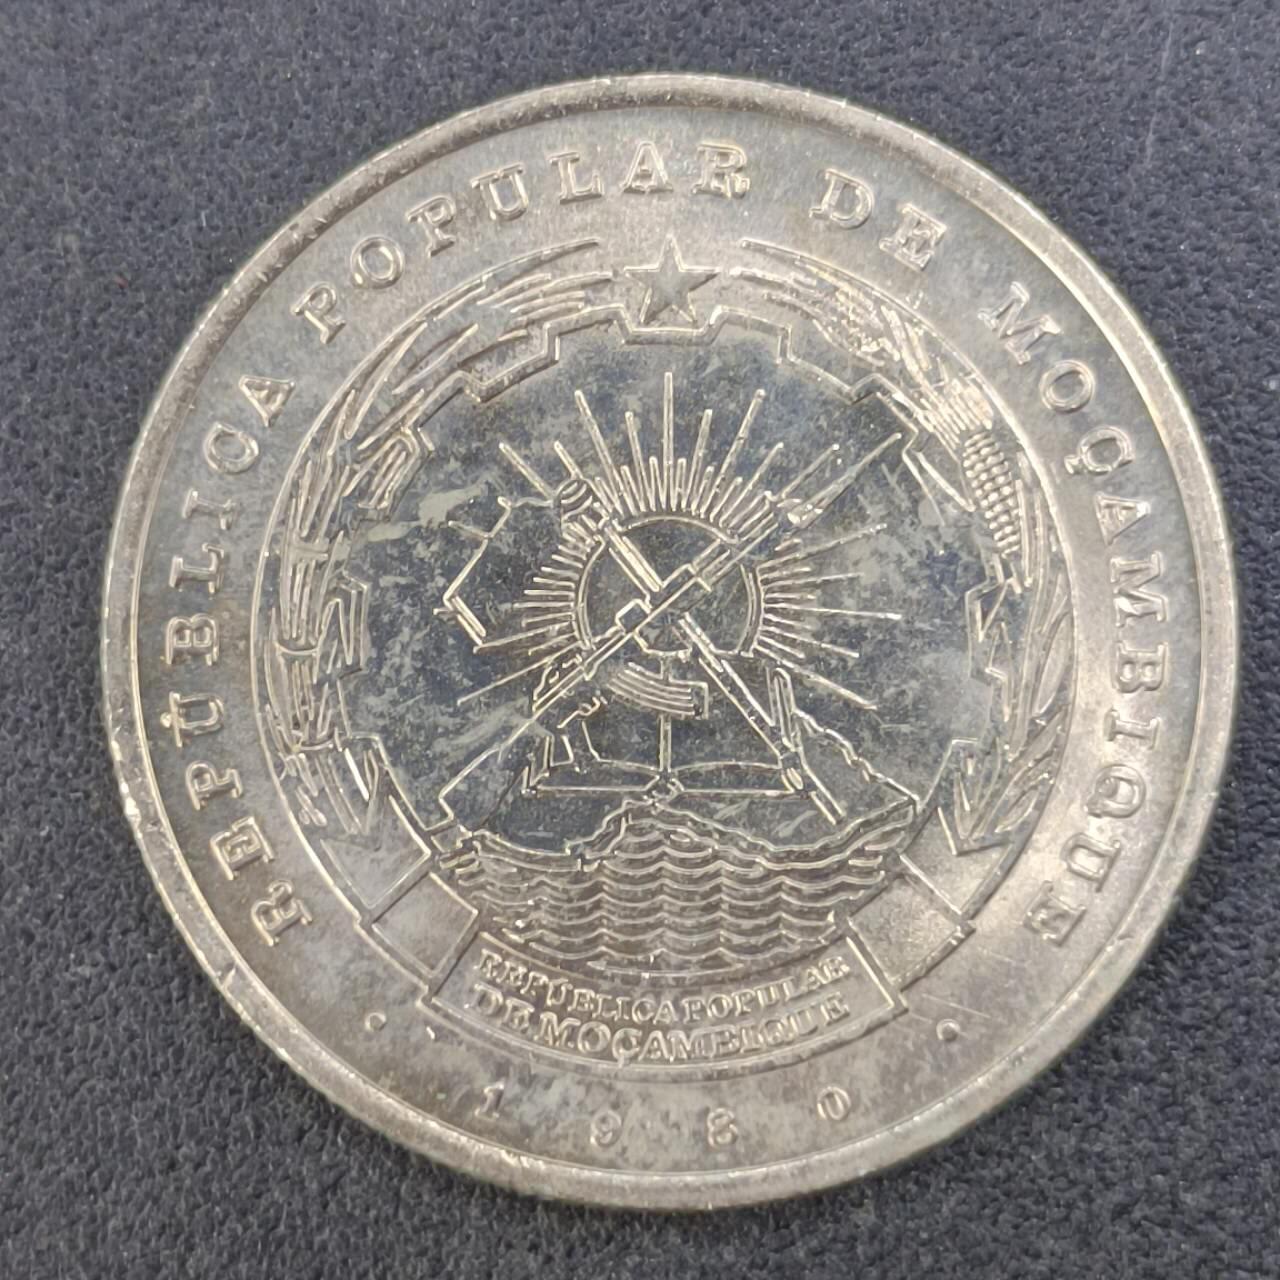 REPÚBLICA POPULAR DE MOÇAMBIQUE
REPÚBLICA POPULAR
DE MOÇAMBIQUE
1980